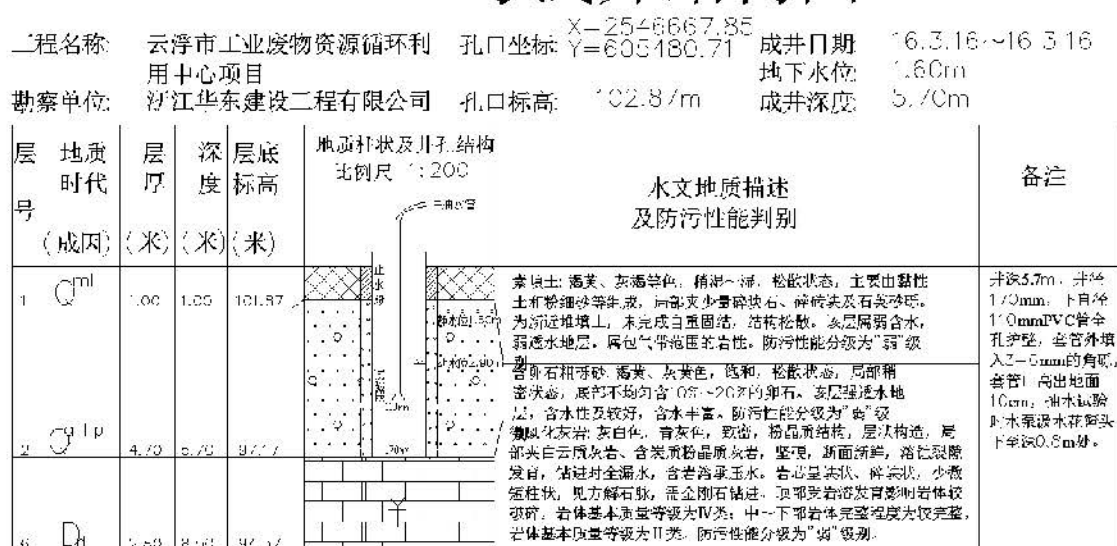 工程名称: 云浮市工业废物资源循环利
用中心项目
孔口坐标: X=2546667.85
Y=605480.71
成井日期: 16.3.16~16.3.16
地下水位: 1.60m
勘察单位: 浙江华东建设工程有限公司 孔口标高: 102.87m 成井深度: 5.70m
层号
地质时代(成因)
层厚(米)
深度(米)
层底标高(米)
地质柱状及井孔结构
比例尺 1:200
水文地质描述
及防污性能判别
备注
止水
1 Qml 1.00 1.00 101.87
素填土: 褐黄、灰褐等色, 稍湿~湿, 松散状态, 主要由黏性
土和粉细砂等组成, 局部夹少量碎块石、碎砖块及石英砂砾。
为新近堆填土, 未完成自重固结, 结构松散。该层属弱含水,
弱透水地层。属包气带范围的岩性。防污性能分级为"弱"级
别。
含卵石粗砾砂: 褐黄、灰黄色, 饱和, 松散状态, 局部稍
密状态, 底部不均匀含10%~20%的卵石。该层强透水地
层, 含水性及较好, 含水丰富。防污性能分级为"弱"级
2 4.70 5.70 97.17
微风化灰岩: 灰白色、青灰色, 致密, 粉晶质结构, 层状构造, 局
部夹白云质灰岩、含炭质粉晶质灰岩, 坚硬, 断面新鲜, 溶蚀裂隙
发育, 钻进时全漏水, 含岩溶承压水。岩芯呈块状、碎块状, 少微
短柱状, 见方解石脉, 需金刚石钻进。顶部受岩溶发育影响岩体较
破碎, 岩体基本质量等级为IV类; 中~下部岩体完整程度为较完整,
岩体基本质量等级为II类。防污性能分级为"弱"级别。
井深5.7m, 井径
170mm, 下直径
110mmPVC管全
孔护壁, 套管外填
入2-5mm的角砾,
套管口高出地面
10cm, 抽水试验
时水泵吸水花管头
下至深0.8m处。